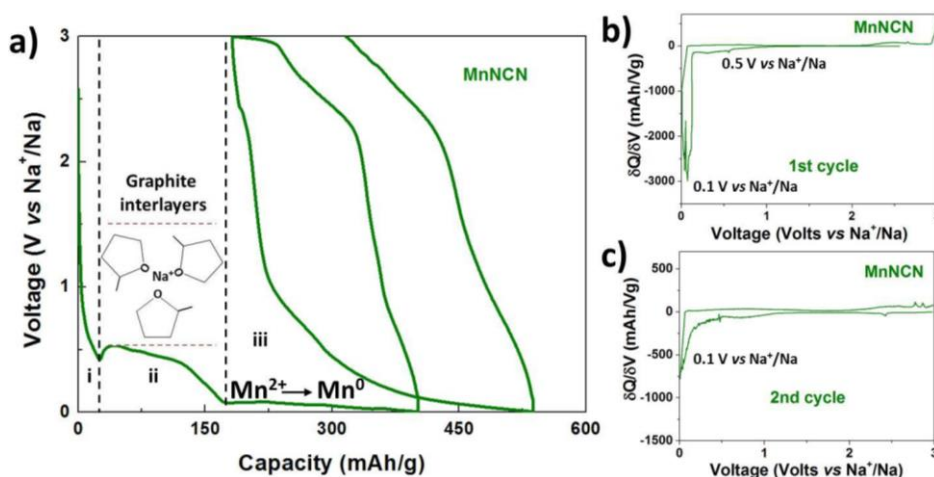 a)
3
2
1
0
Voltage (V vs Na⁺/Na)
MnNCN
Graphite
interlayers
O
Na⁺
O
O
i
ii
iii
Mn²⁺→Mn⁰
0
150
300
450
600
Capacity (mAh/g)
b)
MnNCN
0
-1000
-2000
-3000
δQ/δV (mAh/Vg)
0.5 V vs Na⁺/Na
1st cycle
0.1 V vs Na⁺/Na
0
1
2
3
Voltage (Volts vs Na⁺/Na)
c)
500
0
-500
-1000
-1500
δQ/δV (mAh/Vg)
MnNCN
0.1 V vs Na⁺/Na
2nd cycle
0
1
2
3
Voltage (Volts vs Na⁺/Na)